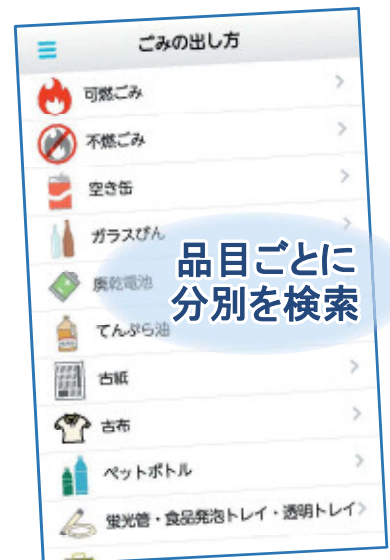 ごみの出し方
可燃ごみ
不燃ごみ
空き缶
ガラスびん
廃乾電池
てんぷら油
古紙
古布
ペットボトル
蛍光管・食品発泡トレイ・透明トレイ
品目ごとに
分別を検索